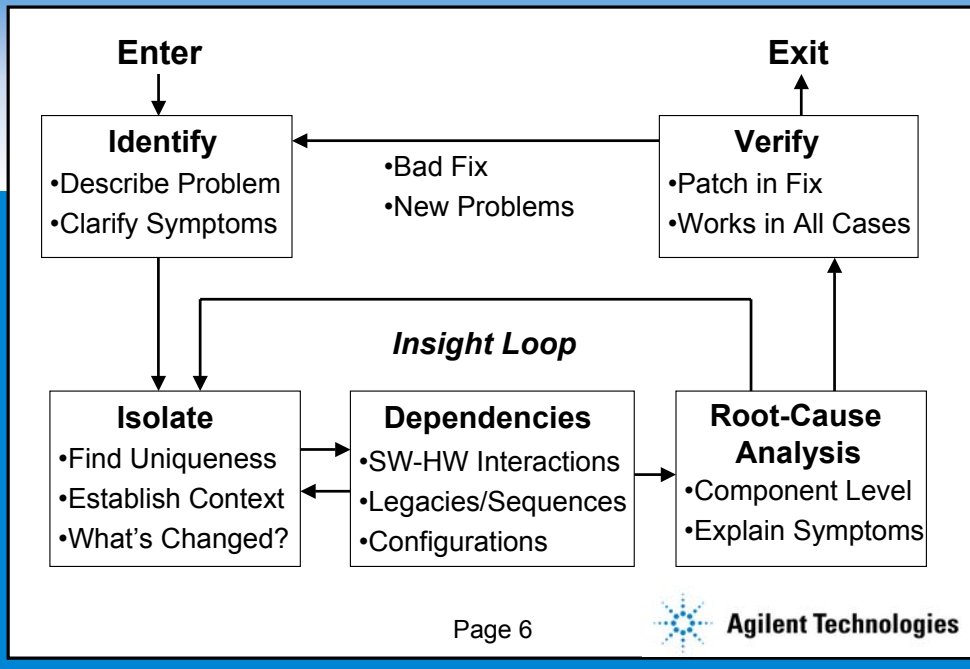 Enter
Exit
Identify
•Describe Problem
•Clarify Symptoms
•Bad Fix
•New Problems
Verify
•Patch in Fix
•Works in All Cases
Insight Loop
Isolate
•Find Uniqueness
•Establish Context
•What's Changed?
Dependencies
•SW-HW Interactions
•Legacies/Sequences
•Configurations
Root-Cause
Analysis
•Component Level
•Explain Symptoms
Page 6
Agilent Technologies